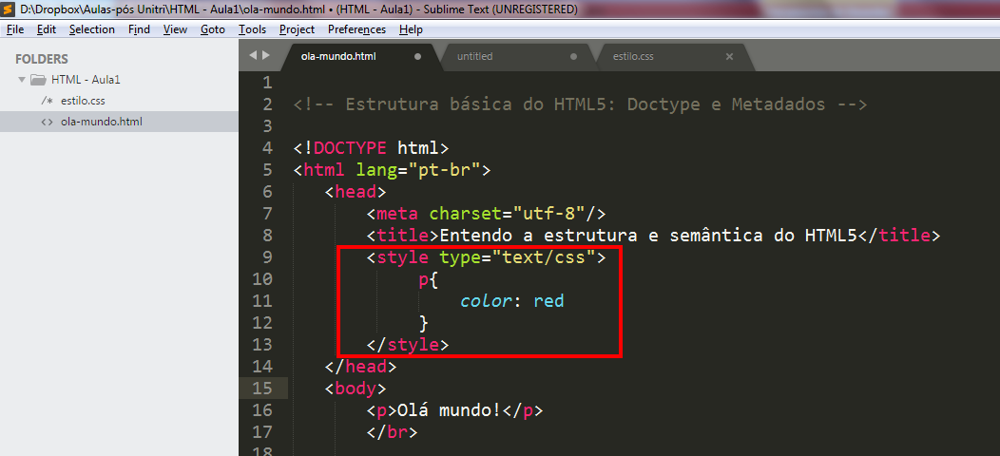 D:\Dropbox\Aulas-pós Unitri\HTML - Aula1\ola-mundo.html • (HTML - Aula1) - Sublime Text (UNREGISTERED)
File Edit Selection Find View Goto Tools Project Preferences Help
FOLDERS
HTML - Aula1
/* estilo.css
<> ola-mundo.html
ola-mundo.html untitled estilo.css
1
2 <!-- Estrutura básica do HTML5: Doctype e Metadados -->
3
4 <!DOCTYPE html>
5 <html lang="pt-br">
6 <head>
7 <meta charset="utf-8"/>
8 <title>Entendo a estrutura e semântica do HTML5</title>
9 <style type="text/css">
10 p{
11 color: red
12 }
13 </style>
14 </head>
15 <body>
16 <p>Olá mundo!</p>
17 </br>
18